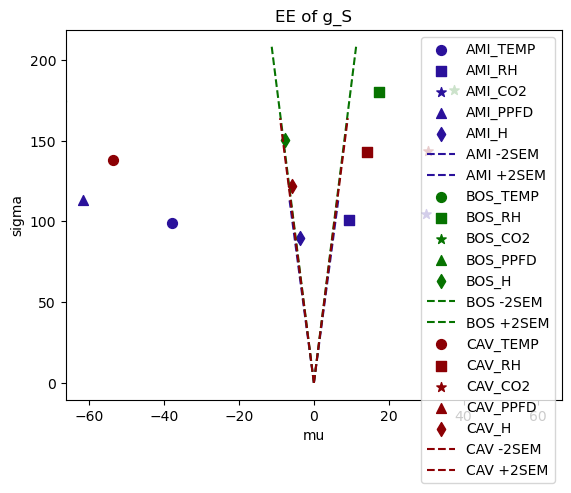 EE of g_S
sigma
200
150
100
50
0
−60
−40
−20
0
20
40
60
mu
AMI_TEMP
AMI_RH
AMI_CO2
AMI_PPFD
AMI_H
AMI -2SEM
AMI +2SEM
BOS_TEMP
BOS_RH
BOS_CO2
BOS_PPFD
BOS_H
BOS -2SEM
BOS +2SEM
CAV_TEMP
CAV_RH
CAV_CO2
CAV_PPFD
CAV_H
CAV -2SEM
CAV +2SEM